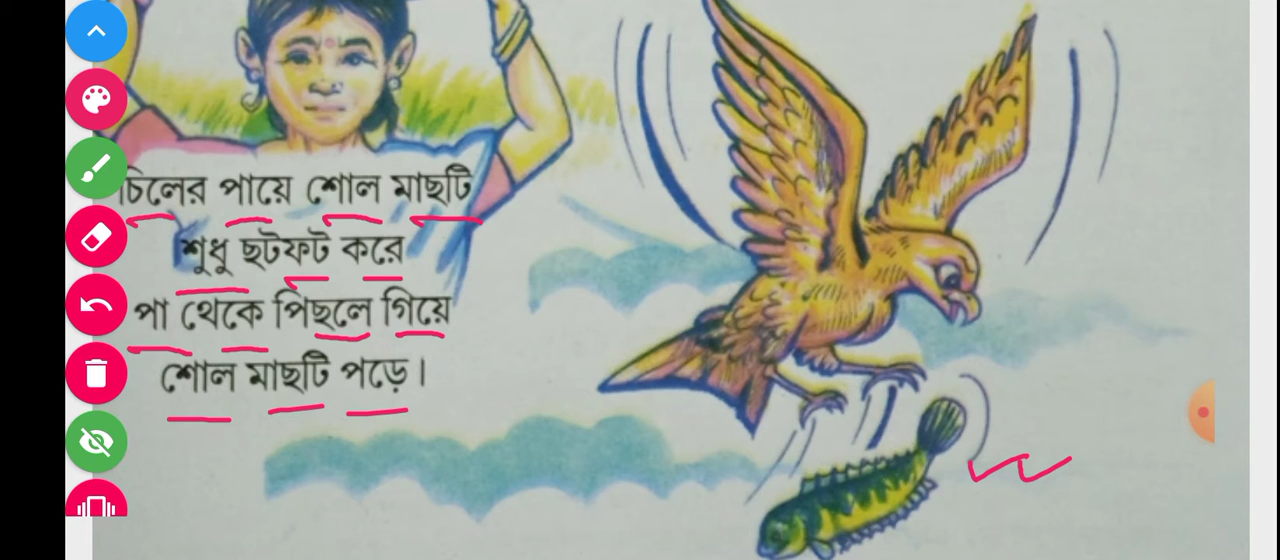 চিলের পায়ে শোল মাছটি
শুধু ছটফট করে
পা থেকে পিছলে গিয়ে
শোল মাছটি পড়ে।